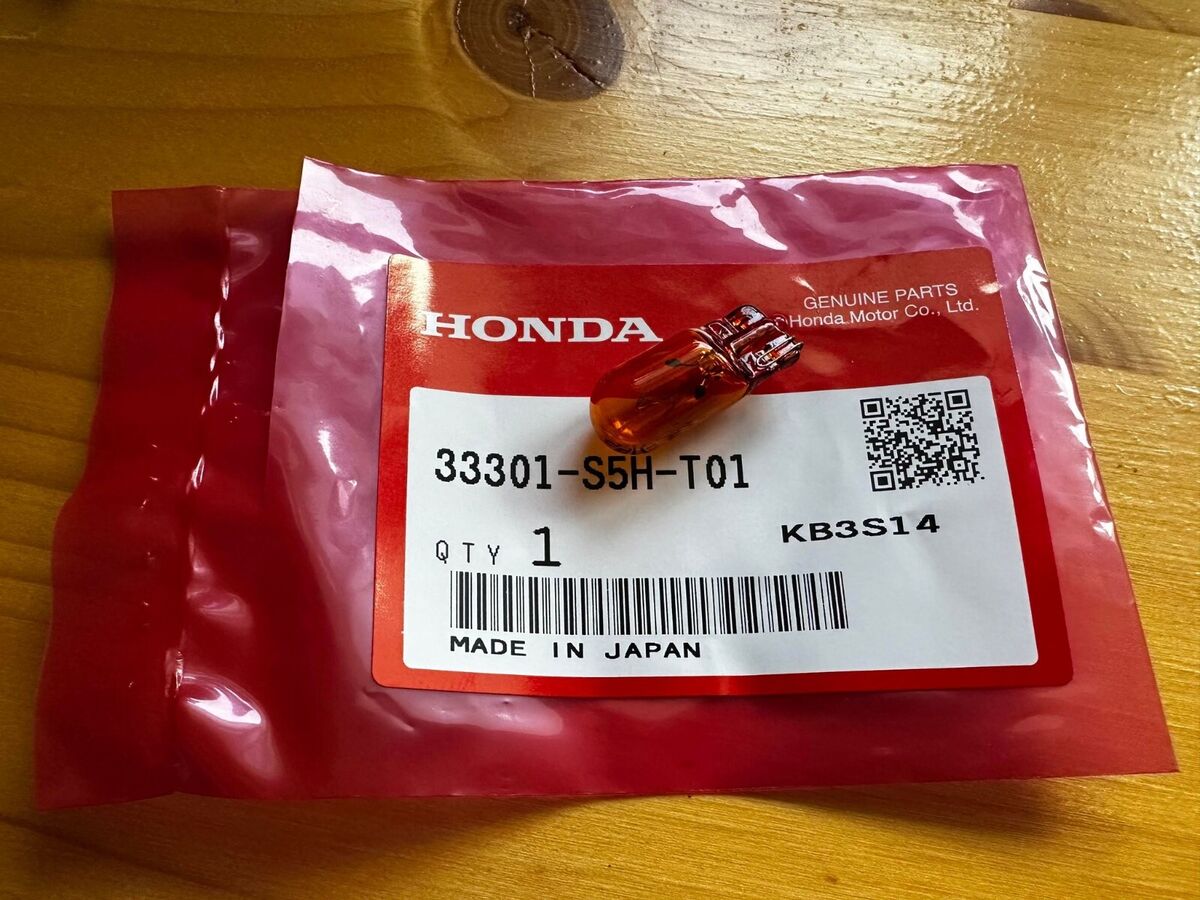 HONDA
GENUINE PARTS
©Honda Motor Co., Ltd.
33301-S5H-T01
QTY 1
KB3S14
MADE IN JAPAN